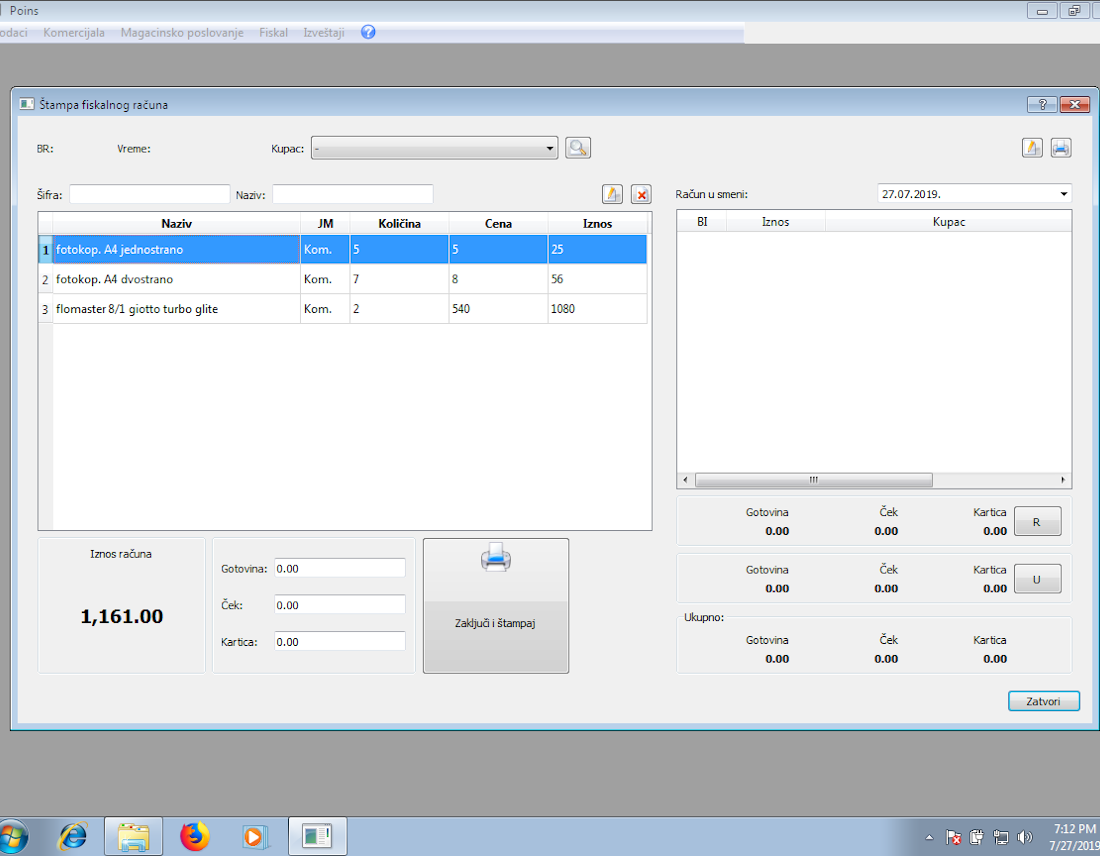 Poins
odaci Komercijala Magacinsko poslovanje Fiskal Izveštaji ?
Štampa fiskalnog računa ?
BR: Vreme: Kupac: -
Šifra: Naziv: Račun u smeni: 27.07.2019.
Naziv JM Količina Cena Iznos
1 fotokop. A4 jednostrano Kom. 5 5 25
2 fotokop. A4 dvostrano Kom. 7 8 56
3 flomaster 8/1 giotto turbo glite Kom. 2 540 1080
BI Iznos Kupac
Iznos računa
1,161.00
Gotovina: 0.00
Ček: 0.00
Kartica: 0.00
Zaključi i štampaj
Gotovina Ček Kartica
0.00 0.00 0.00 R
Gotovina Ček Kartica
0.00 0.00 0.00 U
Ukupno:
Gotovina Ček Kartica
0.00 0.00 0.00
Zatvori
7:12 PM
7/27/2019